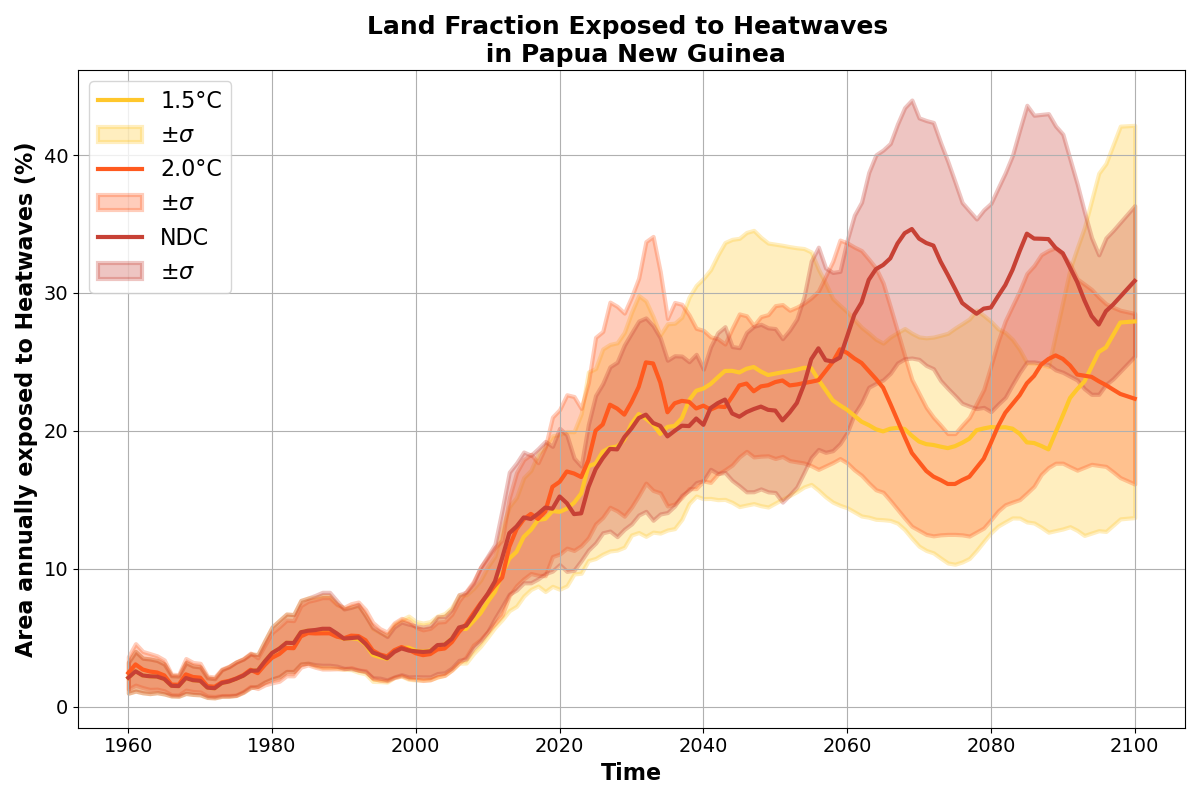 Land Fraction Exposed to Heatwaves
in Papua New Guinea
1.5°C
±σ
2.0°C
±σ
NDC
±σ
Area annually exposed to Heatwaves (%)
40
30
20
10
0
1960 1980 2000 2020 2040 2060 2080 2100
Time